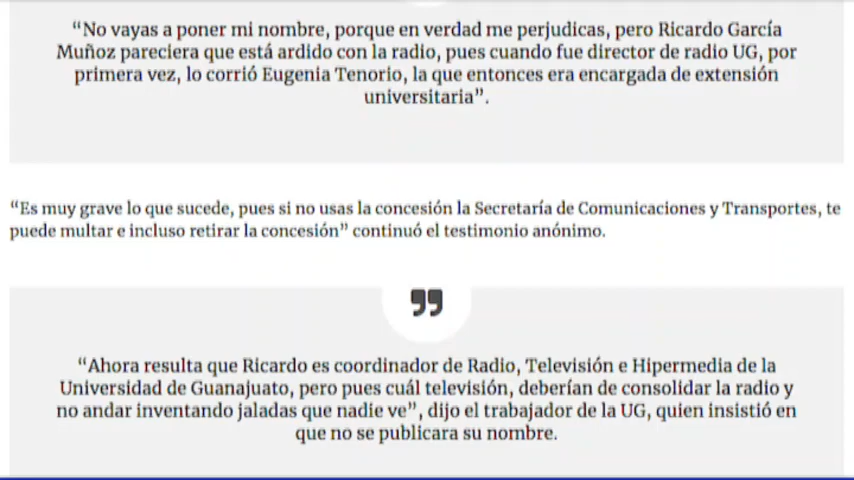 “No vayas a poner mi nombre, porque en verdad me perjudicas, pero Ricardo García
Muñoz pareciera que está ardido con la radio, pues cuando fue director de radio UG, por
primera vez, lo corrió Eugenia Tenorio, la que entonces era encargada de extensión
universitaria”.
“Es muy grave lo que sucede, pues si no usas la concesión la Secretaría de Comunicaciones y Transportes, te
puede multar e incluso retirar la concesión” continuó el testimonio anónimo.
”
“Ahora resulta que Ricardo es coordinador de Radio, Televisión e Hipermedia de la
Universidad de Guanajuato, pero pues cuál televisión, deberían de consolidar la radio y
no andar inventando jaladas que nadie ve”, dijo el trabajador de la UG, quien insistió en
que no se publicara su nombre.